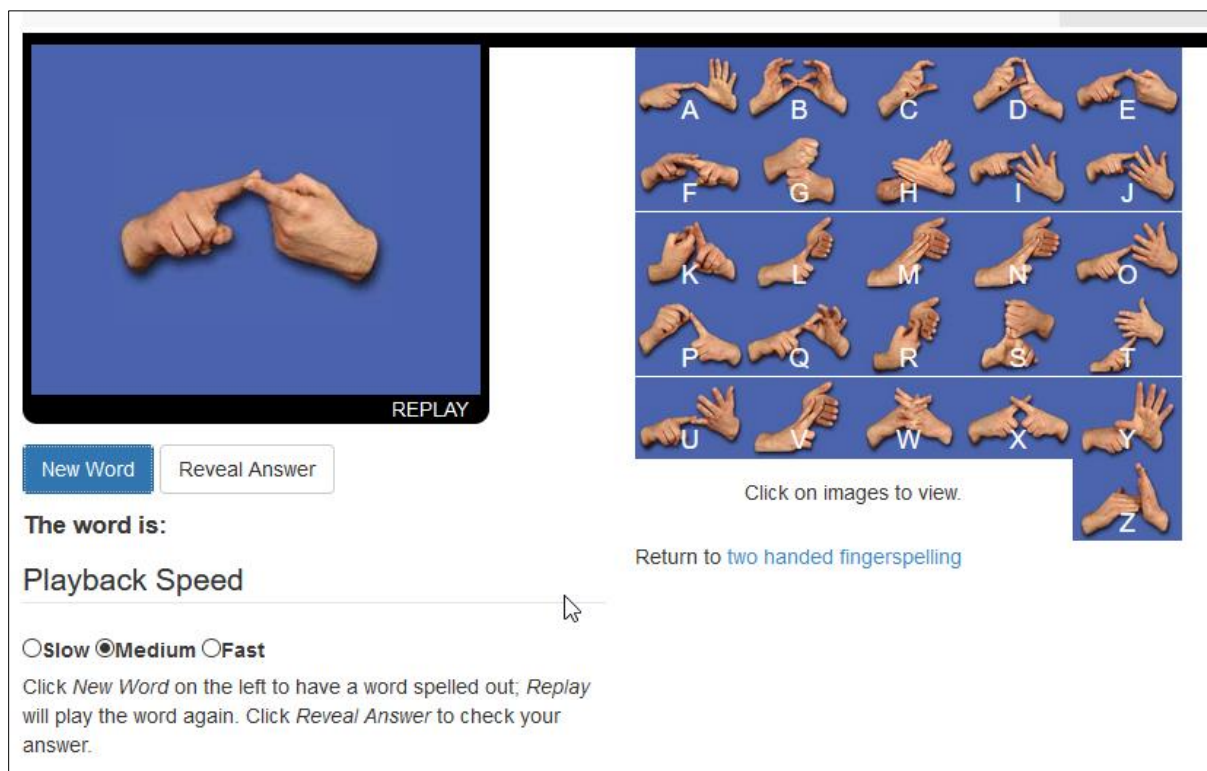 REPLAY
New Word Reveal Answer
The word is:
Playback Speed
Slow Medium Fast
Click New Word on the left to have a word spelled out; Replay
will play the word again. Click Reveal Answer to check your
answer.
A B C D E
F G H I J
K L M N O
P Q R S T
U V W X Y
Z
Click on images to view.
Return to two handed fingerspelling